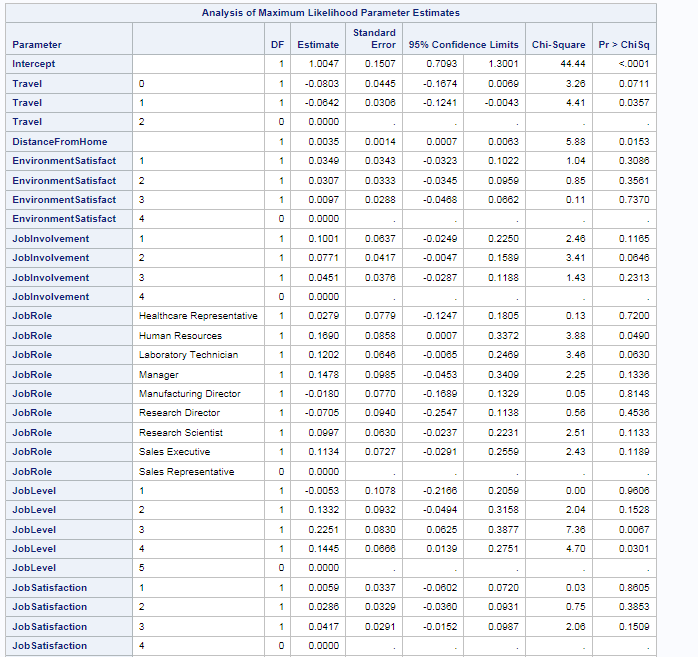 Analysis of Maximum Likelihood Parameter Estimates
Parameter DF Estimate Standard Error 95% Confidence Limits Chi-Square Pr > ChiSq
Intercept 1 1.0047 0.1507 0.7093 1.3001 44.44 <.0001
Travel 0 1 -0.0803 0.0445 -0.1674 0.0069 3.26 0.0711
Travel 1 1 -0.0642 0.0306 -0.1241 -0.0043 4.41 0.0357
Travel 2 0 0.0000 . . . . .
DistanceFromHome 1 0.0035 0.0014 0.0007 0.0063 5.88 0.0153
EnvironmentSatisfact 1 1 0.0349 0.0343 -0.0323 0.1022 1.04 0.3086
EnvironmentSatisfact 2 1 0.0307 0.0333 -0.0345 0.0959 0.85 0.3561
EnvironmentSatisfact 3 1 0.0097 0.0288 -0.0468 0.0662 0.11 0.7370
EnvironmentSatisfact 4 0 0.0000 . . . . .
JobInvolvement 1 1 0.1001 0.0637 -0.0249 0.2250 2.46 0.1165
JobInvolvement 2 1 0.0771 0.0417 -0.0047 0.1589 3.41 0.0646
JobInvolvement 3 1 0.0451 0.0376 -0.0287 0.1188 1.43 0.2313
JobInvolvement 4 0 0.0000 . . . . .
JobRole Healthcare Representative 1 0.0279 0.0779 -0.1247 0.1805 0.13 0.7200
JobRole Human Resources 1 0.1690 0.0858 0.0007 0.3372 3.88 0.0490
JobRole Laboratory Technician 1 0.1202 0.0646 -0.0065 0.2469 3.46 0.0630
JobRole Manager 1 0.1478 0.0985 -0.0453 0.3409 2.25 0.1336
JobRole Manufacturing Director 1 -0.0180 0.0770 -0.1689 0.1329 0.05 0.8148
JobRole Research Director 1 -0.0705 0.0940 -0.2547 0.1138 0.56 0.4536
JobRole Research Scientist 1 0.0997 0.0630 -0.0237 0.2231 2.51 0.1133
JobRole Sales Executive 1 0.1134 0.0727 -0.0291 0.2559 2.43 0.1189
JobRole Sales Representative 0 0.0000 . . . . .
JobLevel 1 1 -0.0053 0.1078 -0.2166 0.2059 0.00 0.9606
JobLevel 2 1 0.1332 0.0932 -0.0494 0.3158 2.04 0.1528
JobLevel 3 1 0.2251 0.0830 0.0625 0.3877 7.36 0.0067
JobLevel 4 1 0.1445 0.0666 0.0139 0.2751 4.70 0.0301
JobLevel 5 0 0.0000 . . . . .
JobSatisfaction 1 1 0.0059 0.0337 -0.0602 0.0720 0.03 0.8605
JobSatisfaction 2 1 0.0286 0.0329 -0.0360 0.0931 0.75 0.3853
JobSatisfaction 3 1 0.0417 0.0291 -0.0152 0.0987 2.06 0.1509
JobSatisfaction 4 0 0.0000 . . . . .